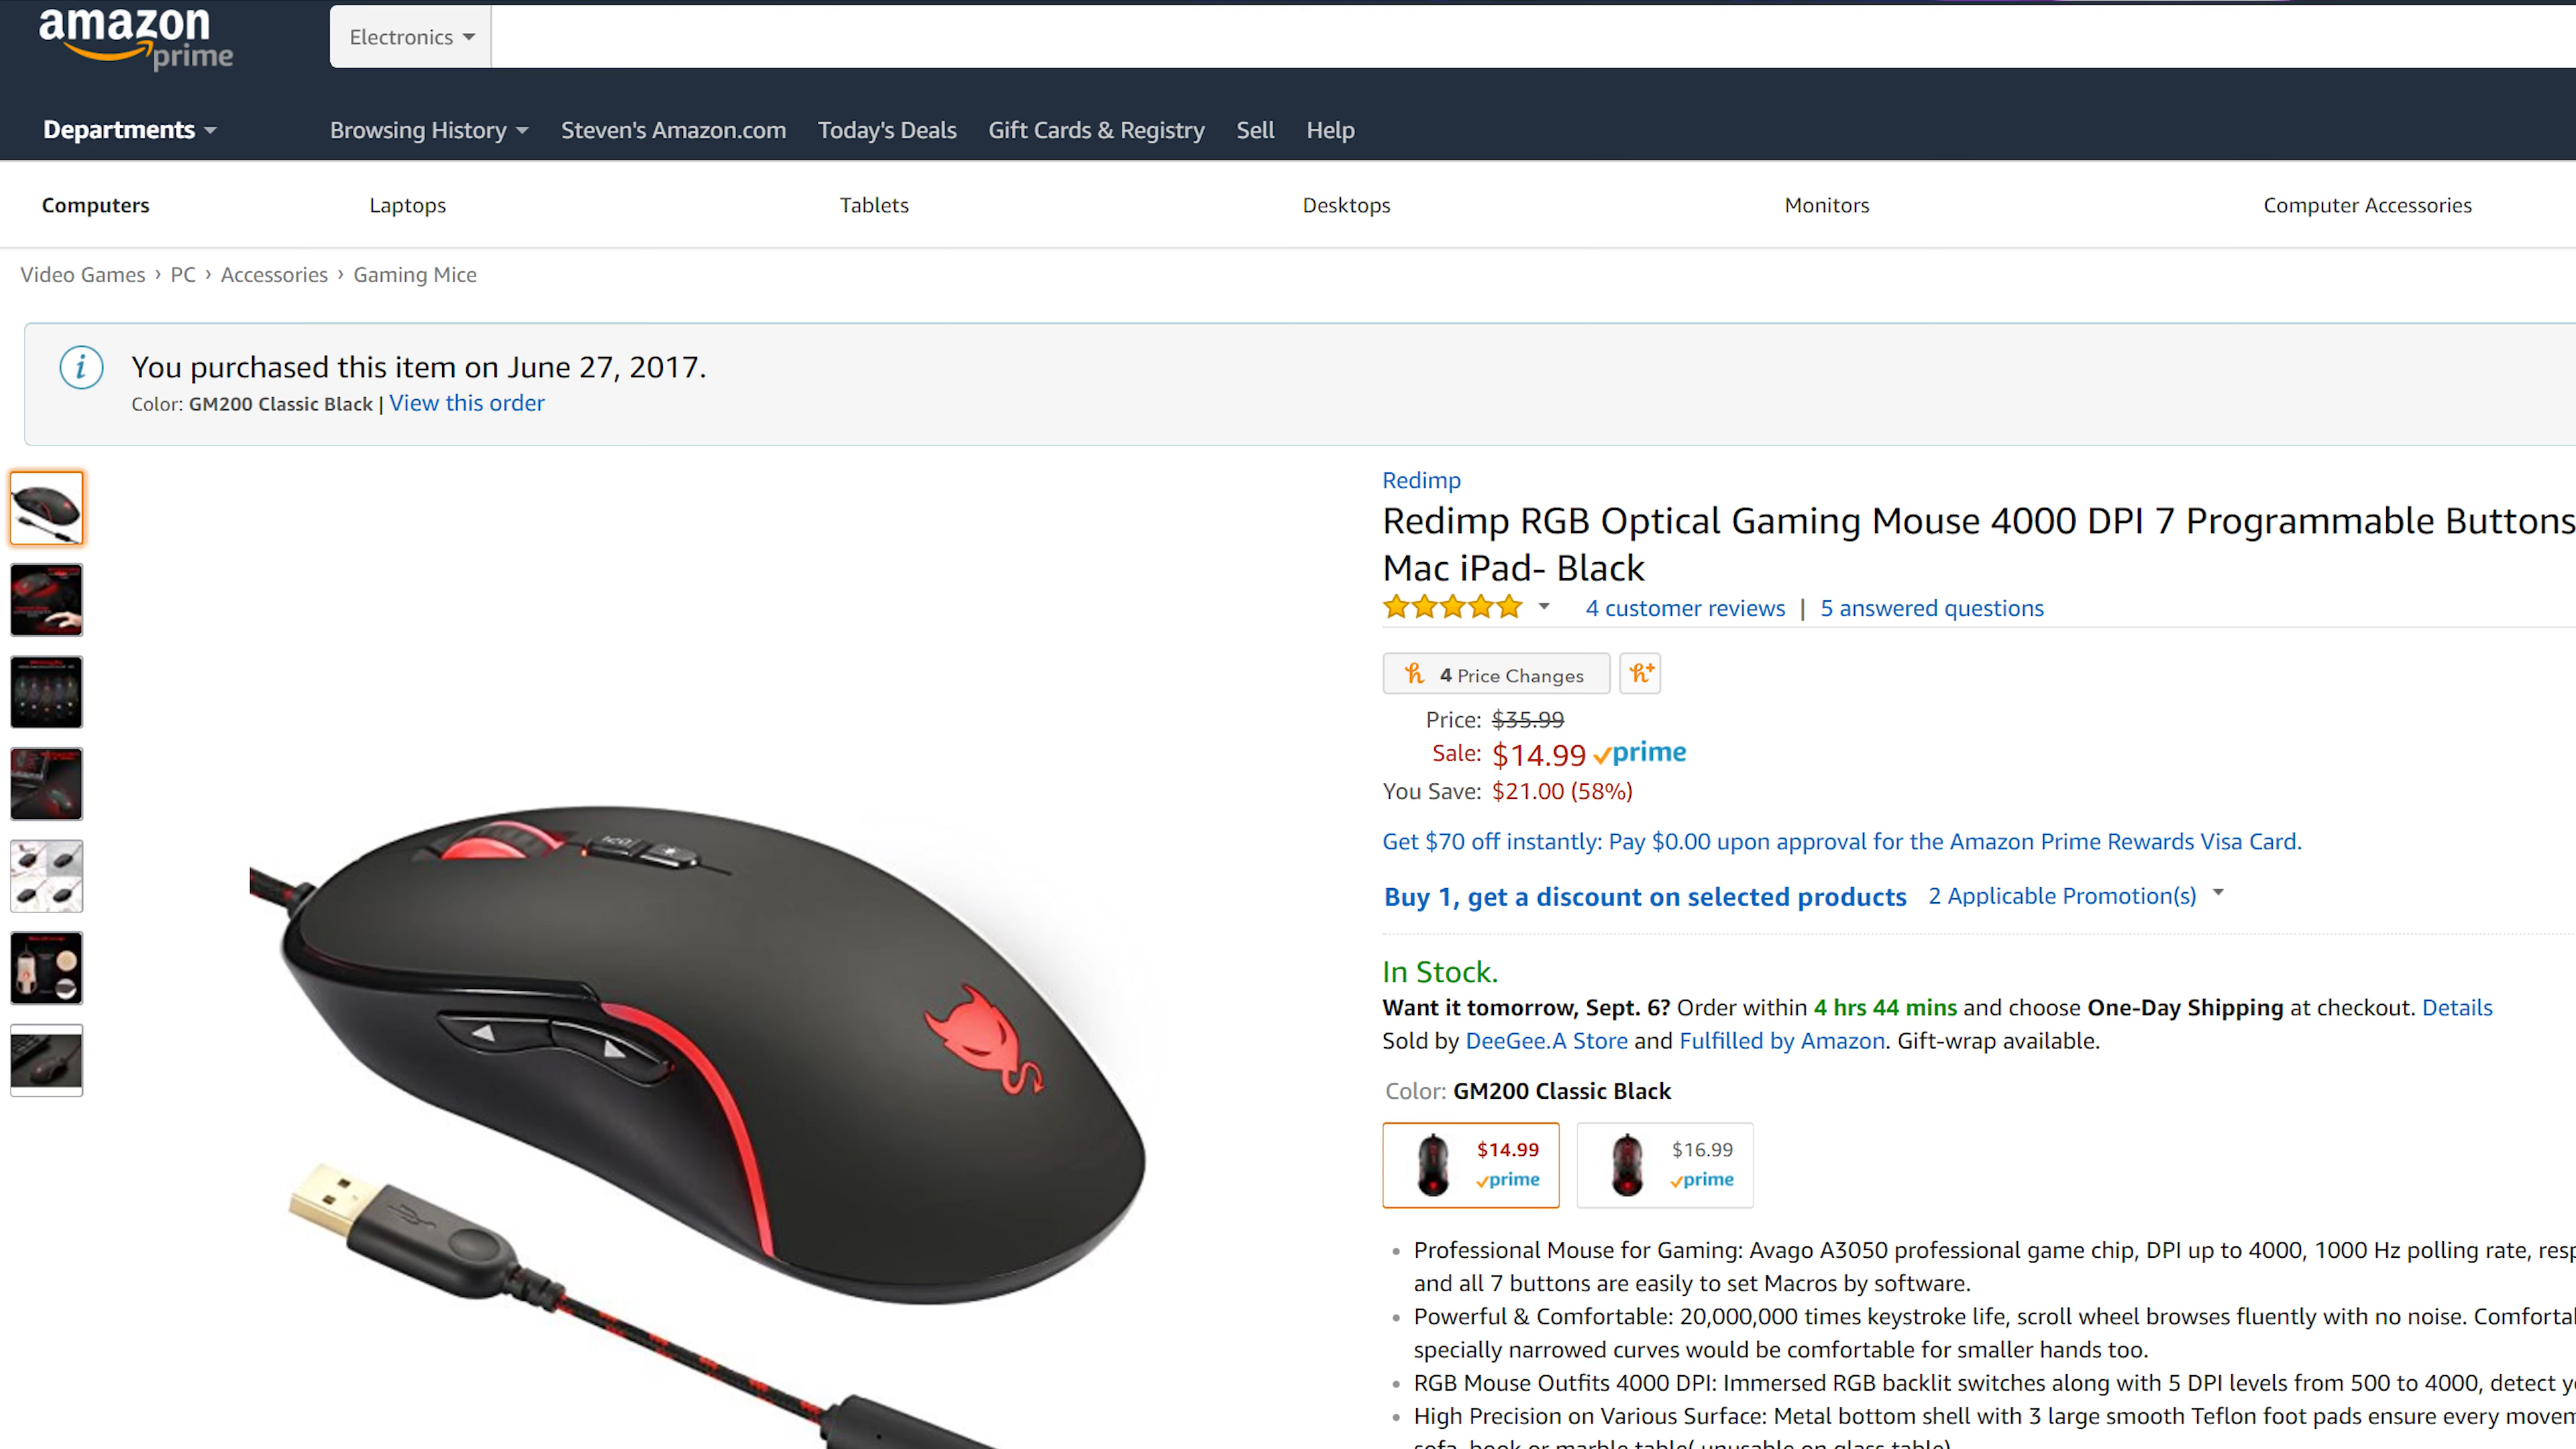 amazon
prime
Electronics
Departments
Browsing History
Steven's Amazon.com
Today's Deals
Gift Cards & Registry
Sell
Help
Computers
Laptops
Tablets
Desktops
Monitors
Computer Accessories
Video Games › PC › Accessories › Gaming Mice
You purchased this item on June 27, 2017.
Color: GM200 Classic Black | View this order
Redimp
Redimp RGB Optical Gaming Mouse 4000 DPI 7 Programmable Buttons
Mac iPad- Black
4 customer reviews | 5 answered questions
4 Price Changes
Price: $35.99
Sale: $14.99 prime
You Save: $21.00 (58%)
Get $70 off instantly: Pay $0.00 upon approval for the Amazon Prime Rewards Visa Card.
Buy 1, get a discount on selected products 2 Applicable Promotion(s)
In Stock.
Want it tomorrow, Sept. 6? Order within 4 hrs 44 mins and choose One-Day Shipping at checkout. Details
Sold by DeeGee.A Store and Fulfilled by Amazon. Gift-wrap available.
Color: GM200 Classic Black
$14.99
prime
$16.99
prime
• Professional Mouse for Gaming: Avago A3050 professional game chip, DPI up to 4000, 1000 Hz polling rate, resp
and all 7 buttons are easily to set Macros by software.
• Powerful & Comfortable: 20,000,000 times keystroke life, scroll wheel browses fluently with no noise. Comforta
specially narrowed curves would be comfortable for smaller hands too.
• RGB Mouse Outfits 4000 DPI: Immersed RGB backlit switches along with 5 DPI levels from 500 to 4000, detect y
• High Precision on Various Surface: Metal bottom shell with 3 large smooth Teflon foot pads ensure every movem
sofa, book or marble table( unusable on glass table)